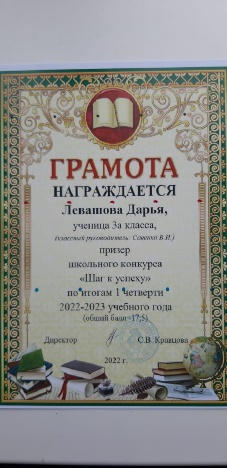 ГРАМОТА
НАГРАЖДАЕТСЯ
Левашова Дарья,
ученица 3а класса,
(классный руководитель: Савенко В.И.)
призер
школьного конкурса
«Шаг к успеху»
по итогам 1 четверти
2022-2023 учебного года
(общий балл -17,5)
Директор С.В. Кравцова
2022 г.